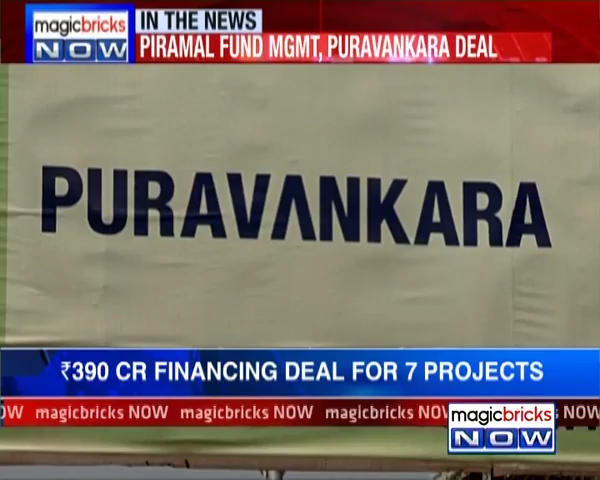 magicbricks
NOW
IN THE NEWS
PIRAMAL FUND MGMT, PURAVANKARA DEAL
PURAVANKARA
₹390 CR FINANCING DEAL FOR 7 PROJECTS
OW magicbricks NOW magicbricks NOW magicbricks NOW NOW
magicbricks
NOW